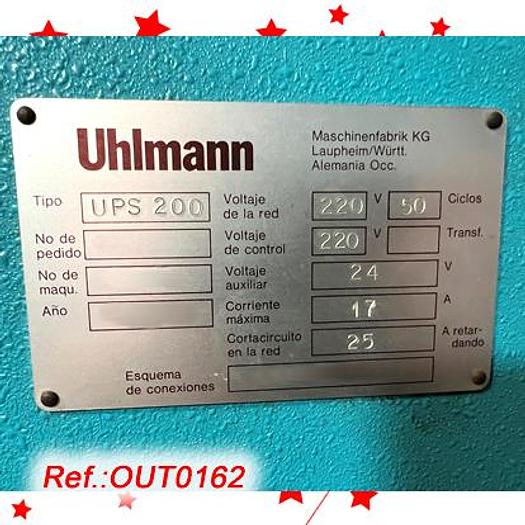 Uhlmann
Maschinenfabrik KG
Laupheim/Württ.
Alemania Occ.
Tipo UPS 200
No de pedido
No de maqu.
Año
Voltaje de la red 220 V 50 Ciclos
Voltaje de control 220 V Transf.
Voltaje auxiliar 24 V
Corriente máxima 17 A
Cortacircuito en la red 25 A retar-
dando
Esquema de conexiones
Ref.:OUT0162